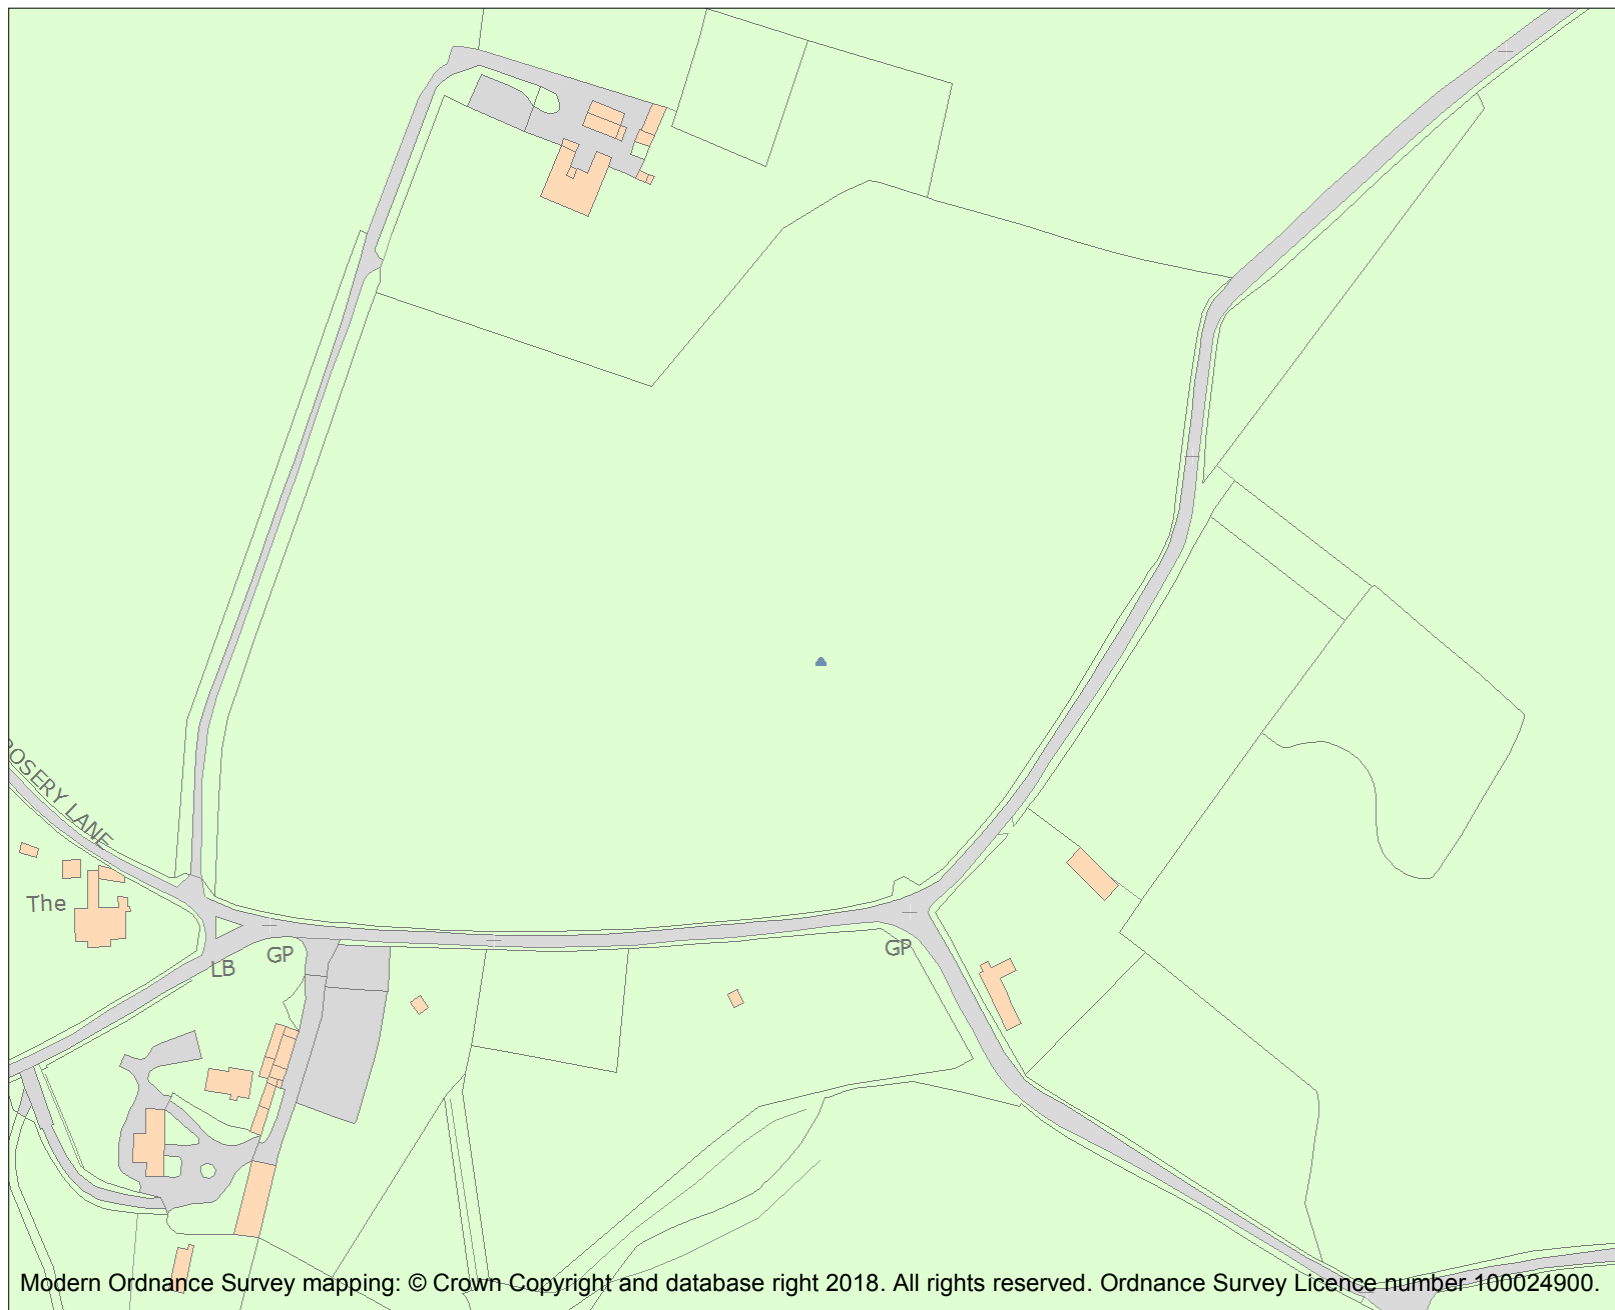 ROSERY LANE
The
LB
GP
GP
Modern Ordnance Survey mapping: © Crown Copyright and database right 2018. All rights reserved. Ordnance Survey Licence number 100024900.